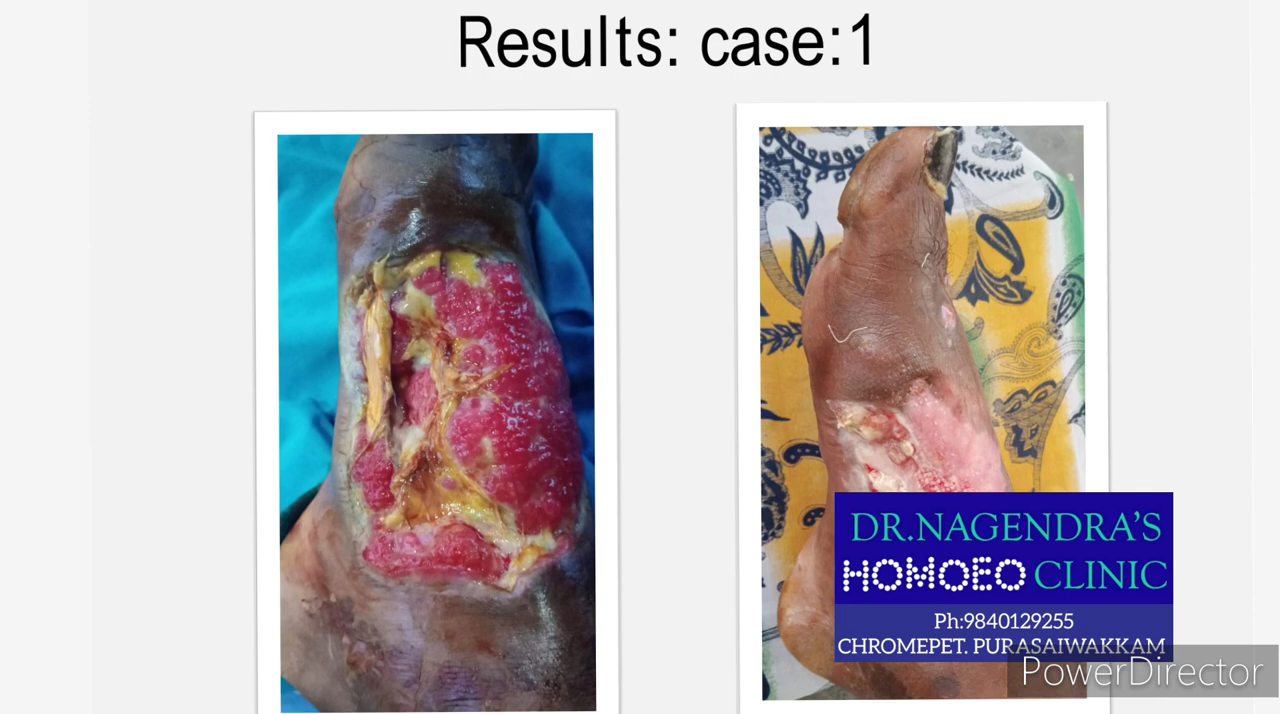 Results: case:1
DR.NAGENDRA'S
HOMOEO CLINIC
Ph:9840129255
CHROMEPET. PURASAIWAKKAM
PowerDirector